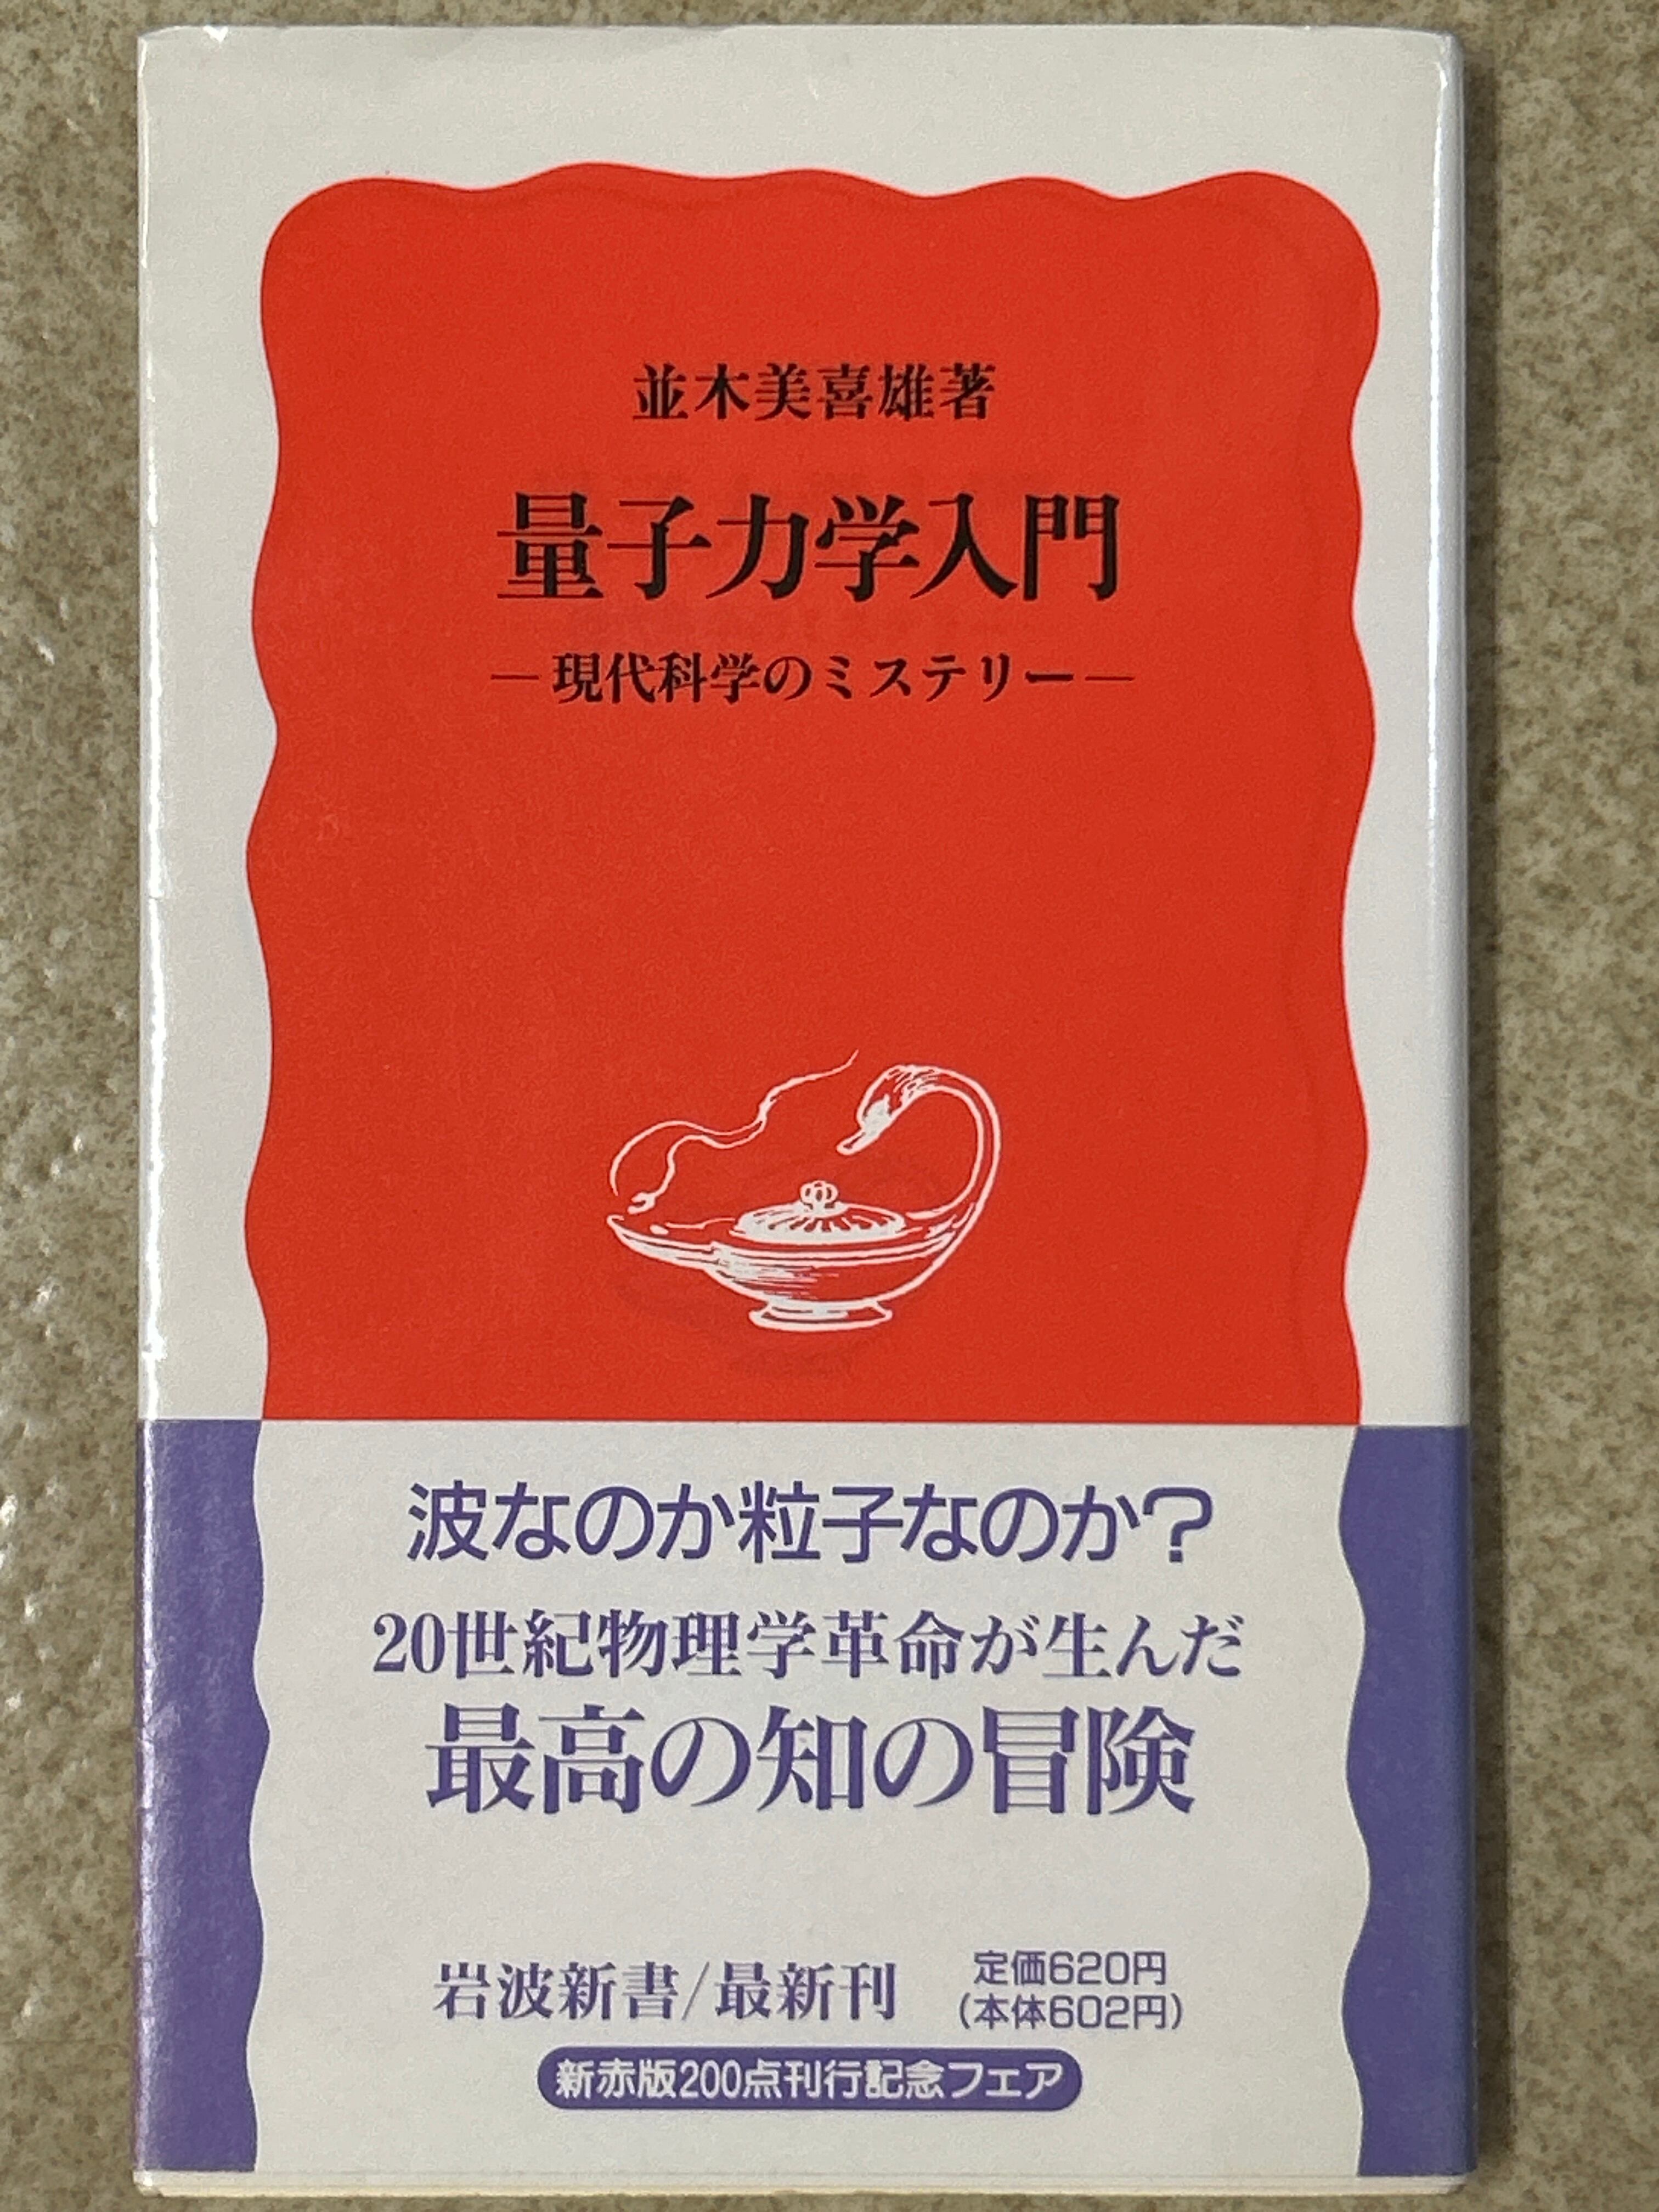 並木美喜雄著
量子力学入門
―現代科学のミステリー―
波なのか粒子なのか?
20世紀物理学革命が生んだ
最高の知の冒険
岩波新書/最新刊
定価620円
(本体602円)
新赤版200点刊行記念フェア